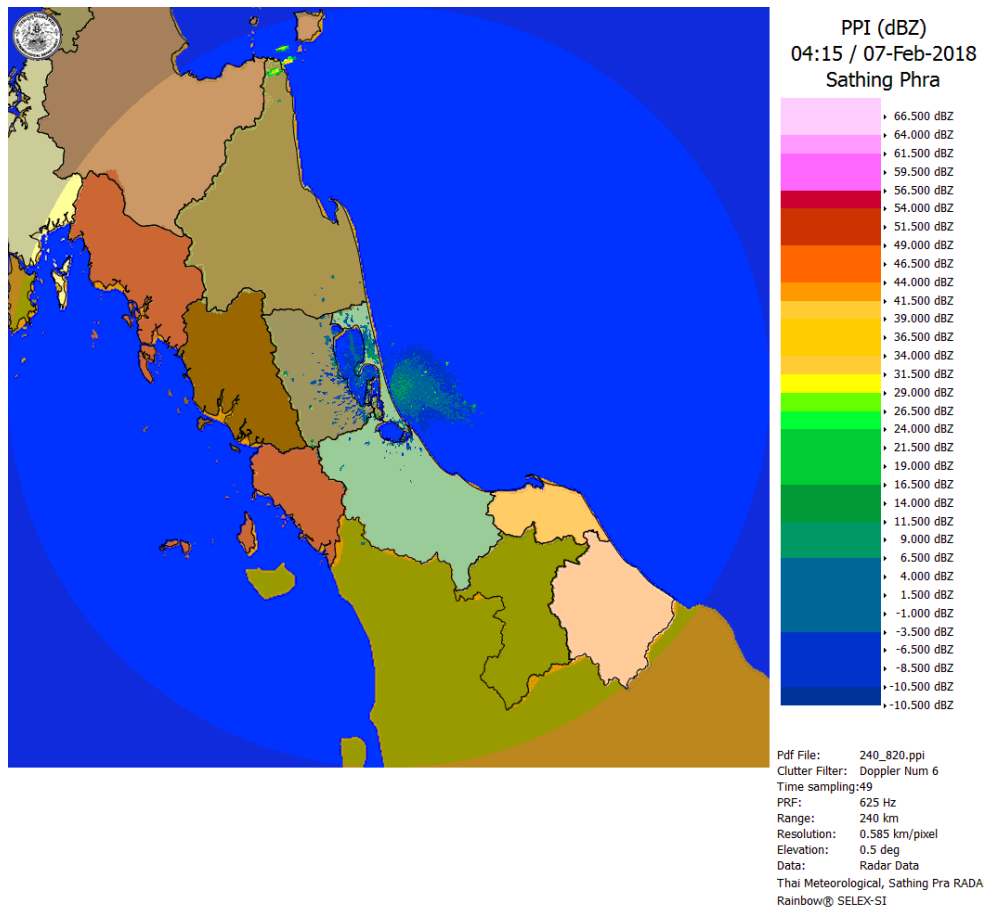 PPI (dBZ)
04:15 / 07-Feb-2018
Sathing Phra
66.500 dBZ
64.000 dBZ
61.500 dBZ
59.500 dBZ
56.500 dBZ
54.000 dBZ
51.500 dBZ
49.000 dBZ
46.500 dBZ
44.000 dBZ
41.500 dBZ
39.000 dBZ
36.500 dBZ
34.000 dBZ
31.500 dBZ
29.000 dBZ
26.500 dBZ
24.000 dBZ
21.500 dBZ
19.000 dBZ
16.500 dBZ
14.000 dBZ
11.500 dBZ
9.000 dBZ
6.500 dBZ
4.000 dBZ
1.500 dBZ
-1.000 dBZ
-3.500 dBZ
-6.500 dBZ
-8.500 dBZ
-10.500 dBZ
-10.500 dBZ
Pdf File: 240_820.ppi
Clutter Filter: Doppler Num 6
Time sampling:49
PRF: 625 Hz
Range: 240 km
Resolution: 0.585 km/pixel
Elevation: 0.5 deg
Data: Radar Data
Thai Meteorological, Sathing Pra RADA
Rainbow® SELEX-SI